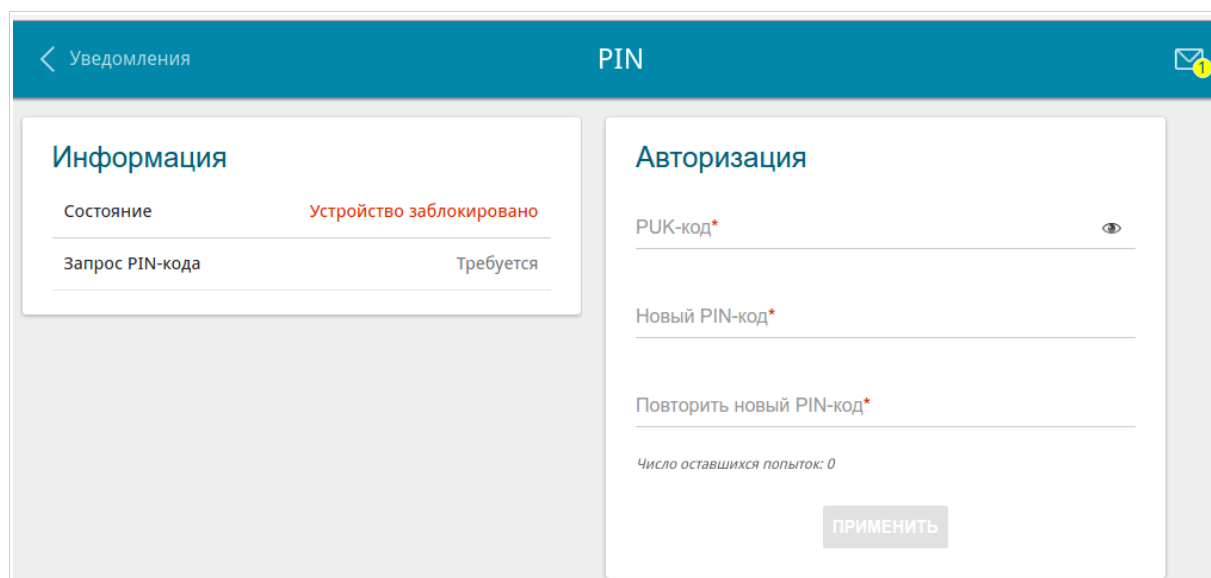 Уведомления
PIN
1
Информация
Состояние Устройство заблокировано
Запрос PIN-кода Требуется
Авторизация
PUK-код*
Новый PIN-код*
Повторить новый PIN-код*
Число оставшихся попыток: 0
ПРИМЕНИТЬ